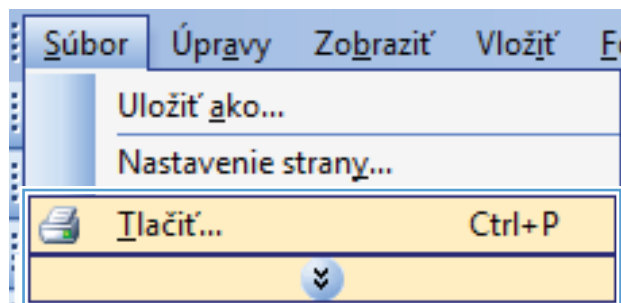 Súbor Úpravy Zobraziť Vložiť
Uložiť ako...
Nastavenie strany...
Tlačiť... Ctrl+P